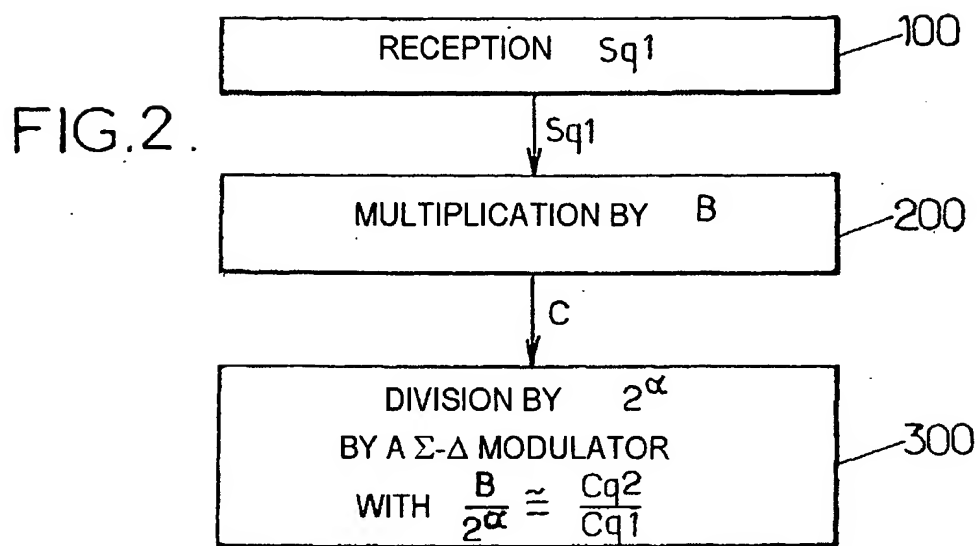 RECEPTION Sq1
100
FIG.2.
Sq1
MULTIPLICATION BY B
200
C
DIVISION BY 2^α
BY A Σ-Δ MODULATOR
WITH B/2^α ≅ Cq2/Cq1
300